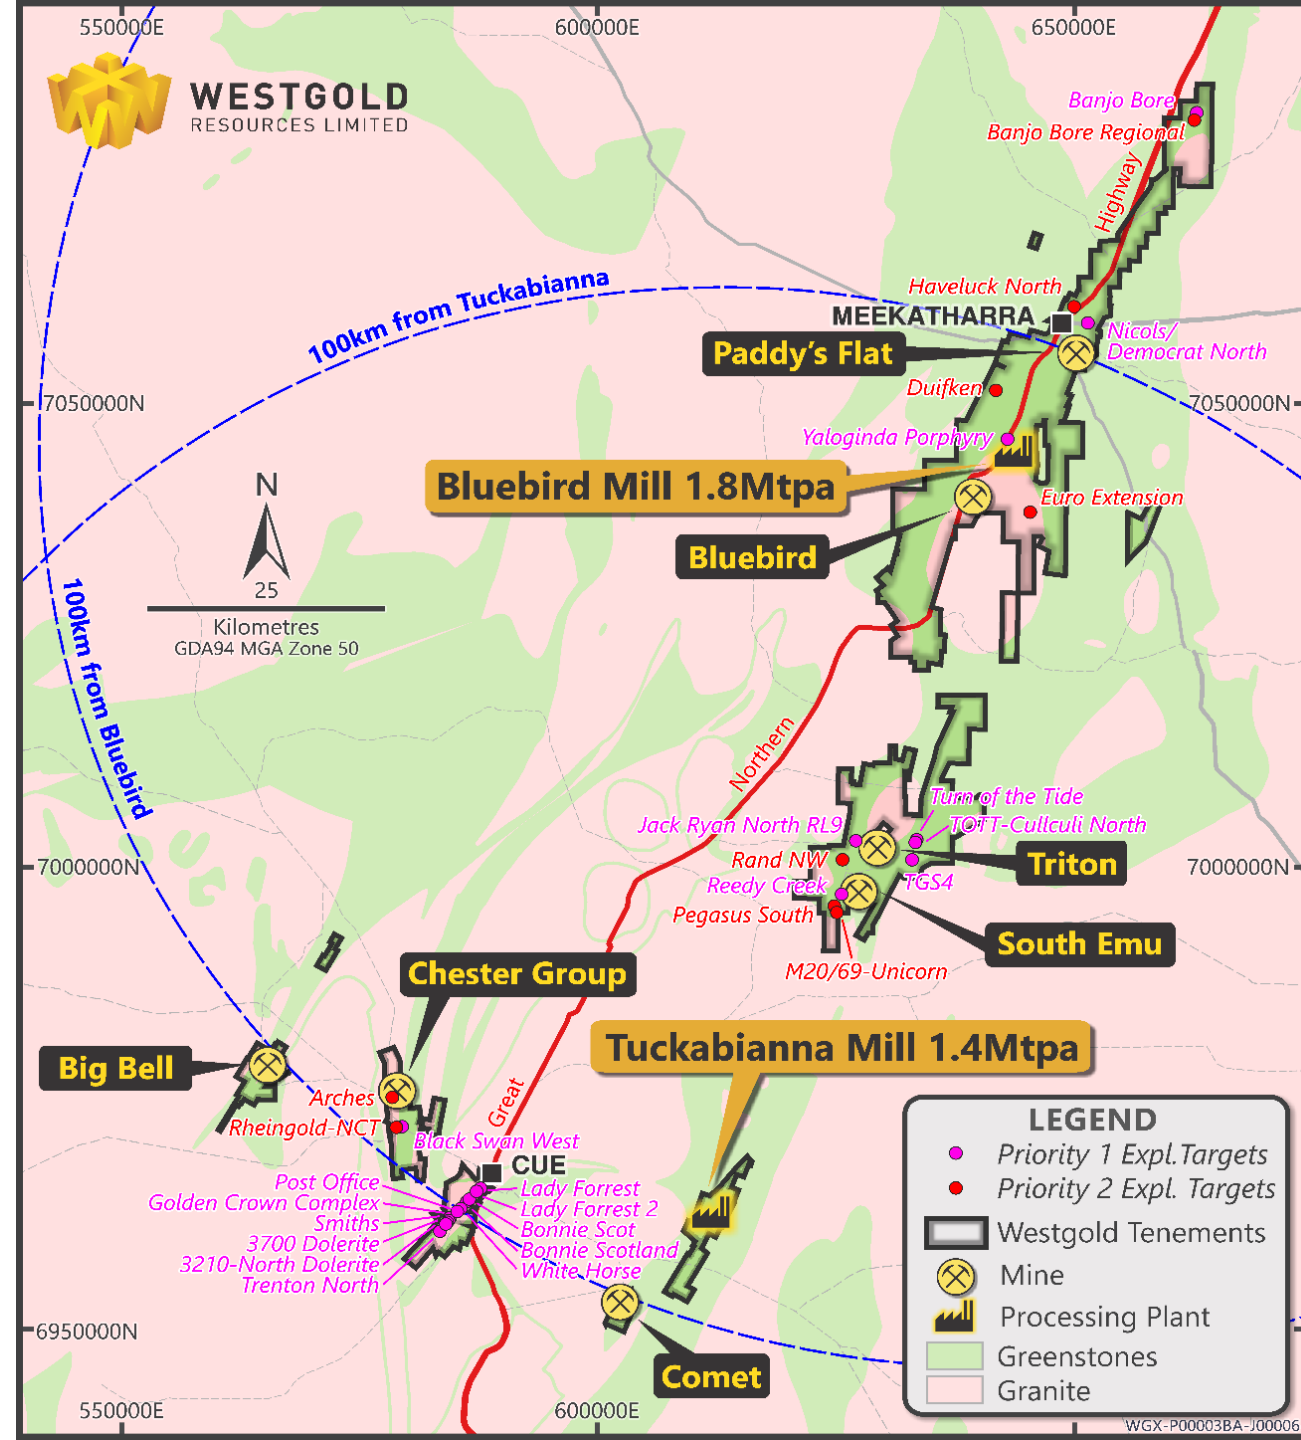 550000E
600000E
650000E
WESTGOLD
RESOURCES LIMITED
Banjo Bore
Banjo Bore Regional
Highway
100km from Tuckabianna
Haveluck North
MEEKATHARRA
Nicols/
Democrat North
Paddy's Flat
Duifken
7050000N
7050000N
Yaloginda Porphyry
Bluebird Mill 1.8Mtpa
Euro Extension
Bluebird
N
25
Kilometres
GDA94 MGA Zone 50
100km from Bluebird
Northern
Turn of the Tide
Jack Ryan North RL9
TOTT-Cullculi North
Rand NW
Triton
7000000N
7000000N
Reedy Creek
TGS4
Pegasus South
South Emu
M20/69-Unicorn
Chester Group
Tuckabianna Mill 1.4Mtpa
Big Bell
Great
Arches
Rheingold-NCT
Black Swan West
CUE
Post Office
Golden Crown Complex
Smiths
3700 Dolerite
3210-North Dolerite
Trenton North
Lady Forrest
Lady Forrest 2
Bonnie Scot
Bonnie Scotland
White Horse
6950000N
Comet
550000E
600000E
LEGEND
Priority 1 Expl.Targets
Priority 2 Expl. Targets
Westgold Tenements
Mine
Processing Plant
Greenstones
Granite
WGX-P00003BA-J00006